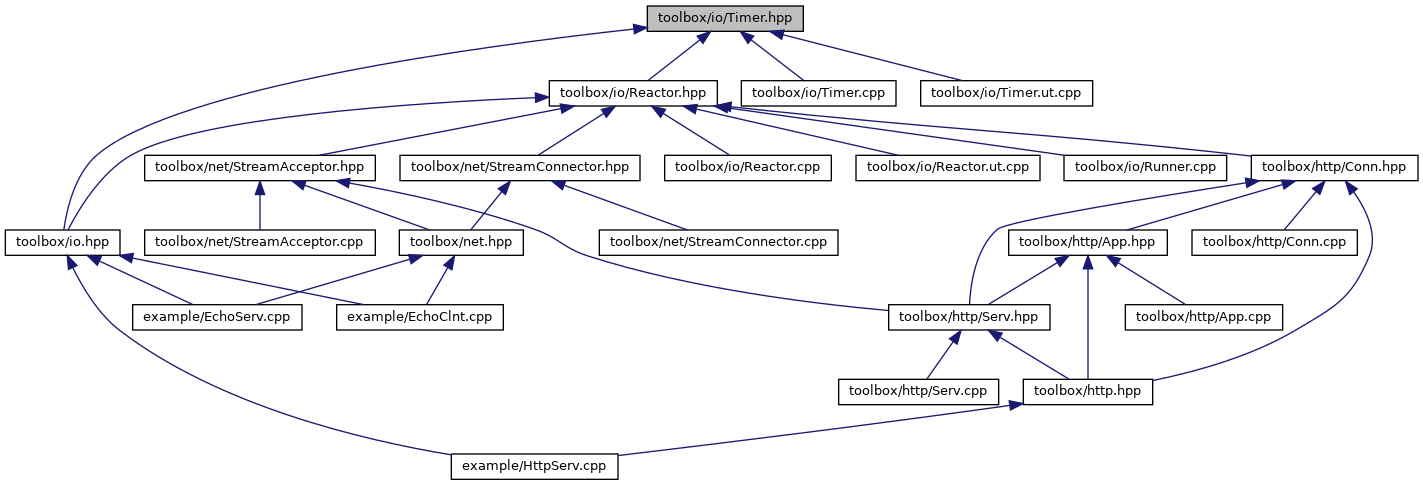 toolbox/io/Timer.hpp
toolbox/io/Reactor.hpp
toolbox/io/Timer.cpp
toolbox/io/Timer.ut.cpp
toolbox/net/StreamAcceptor.hpp
toolbox/net/StreamConnector.hpp
toolbox/io/Reactor.cpp
toolbox/io/Reactor.ut.cpp
toolbox/io/Runner.cpp
toolbox/http/Conn.hpp
toolbox/io.hpp
toolbox/net/StreamAcceptor.cpp
toolbox/net.hpp
toolbox/net/StreamConnector.cpp
toolbox/http/App.hpp
toolbox/http/Conn.cpp
example/EchoServ.cpp
example/EchoClnt.cpp
toolbox/http/Serv.hpp
toolbox/http/App.cpp
toolbox/http/Serv.cpp
toolbox/http.hpp
example/HttpServ.cpp